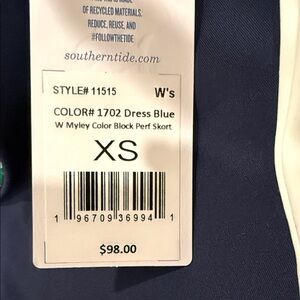 OF RECYCLED MATERIALS.
REDUCE, REUSE, AND
#FOLLOWTHETIDE
southerntide.com
STYLE# 11515 W's
COLOR# 1702 Dress Blue
W Myley Color Block Perf Skort
XS
1 96709 36994 1
$98.00